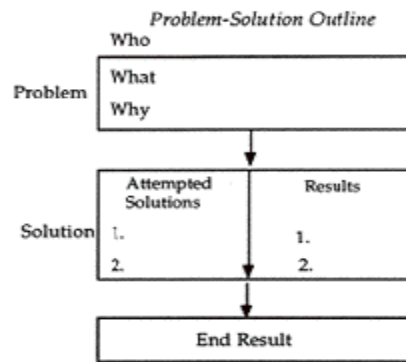 Problem-Solution Outline
Who
Problem
What
Why
Solution
Attempted
Solutions
Results
1.
1.
2.
2.
End Result